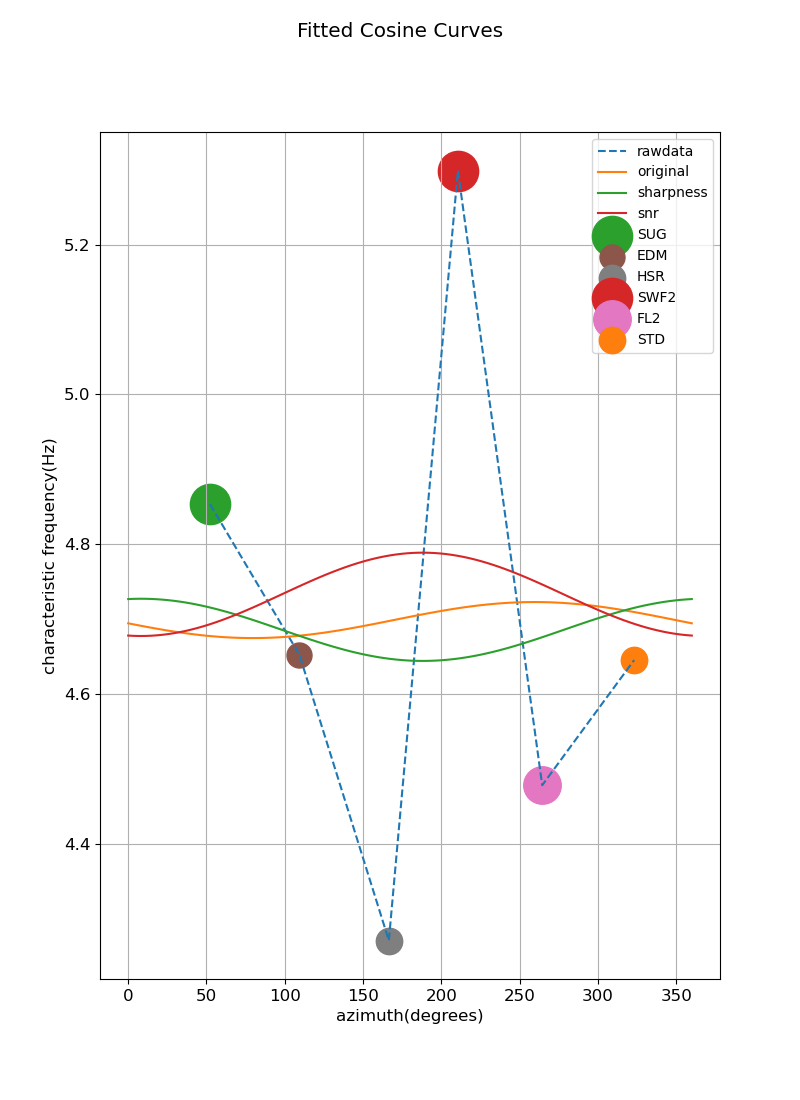 Fitted Cosine Curves
rawdata
original
sharpness
snr
SUG
EDM
HSR
SWF2
FL2
STD
characteristic frequency(Hz)
5.2
5.0
4.8
4.6
4.4
0 50 100 150 200 250 300 350
azimuth(degrees)